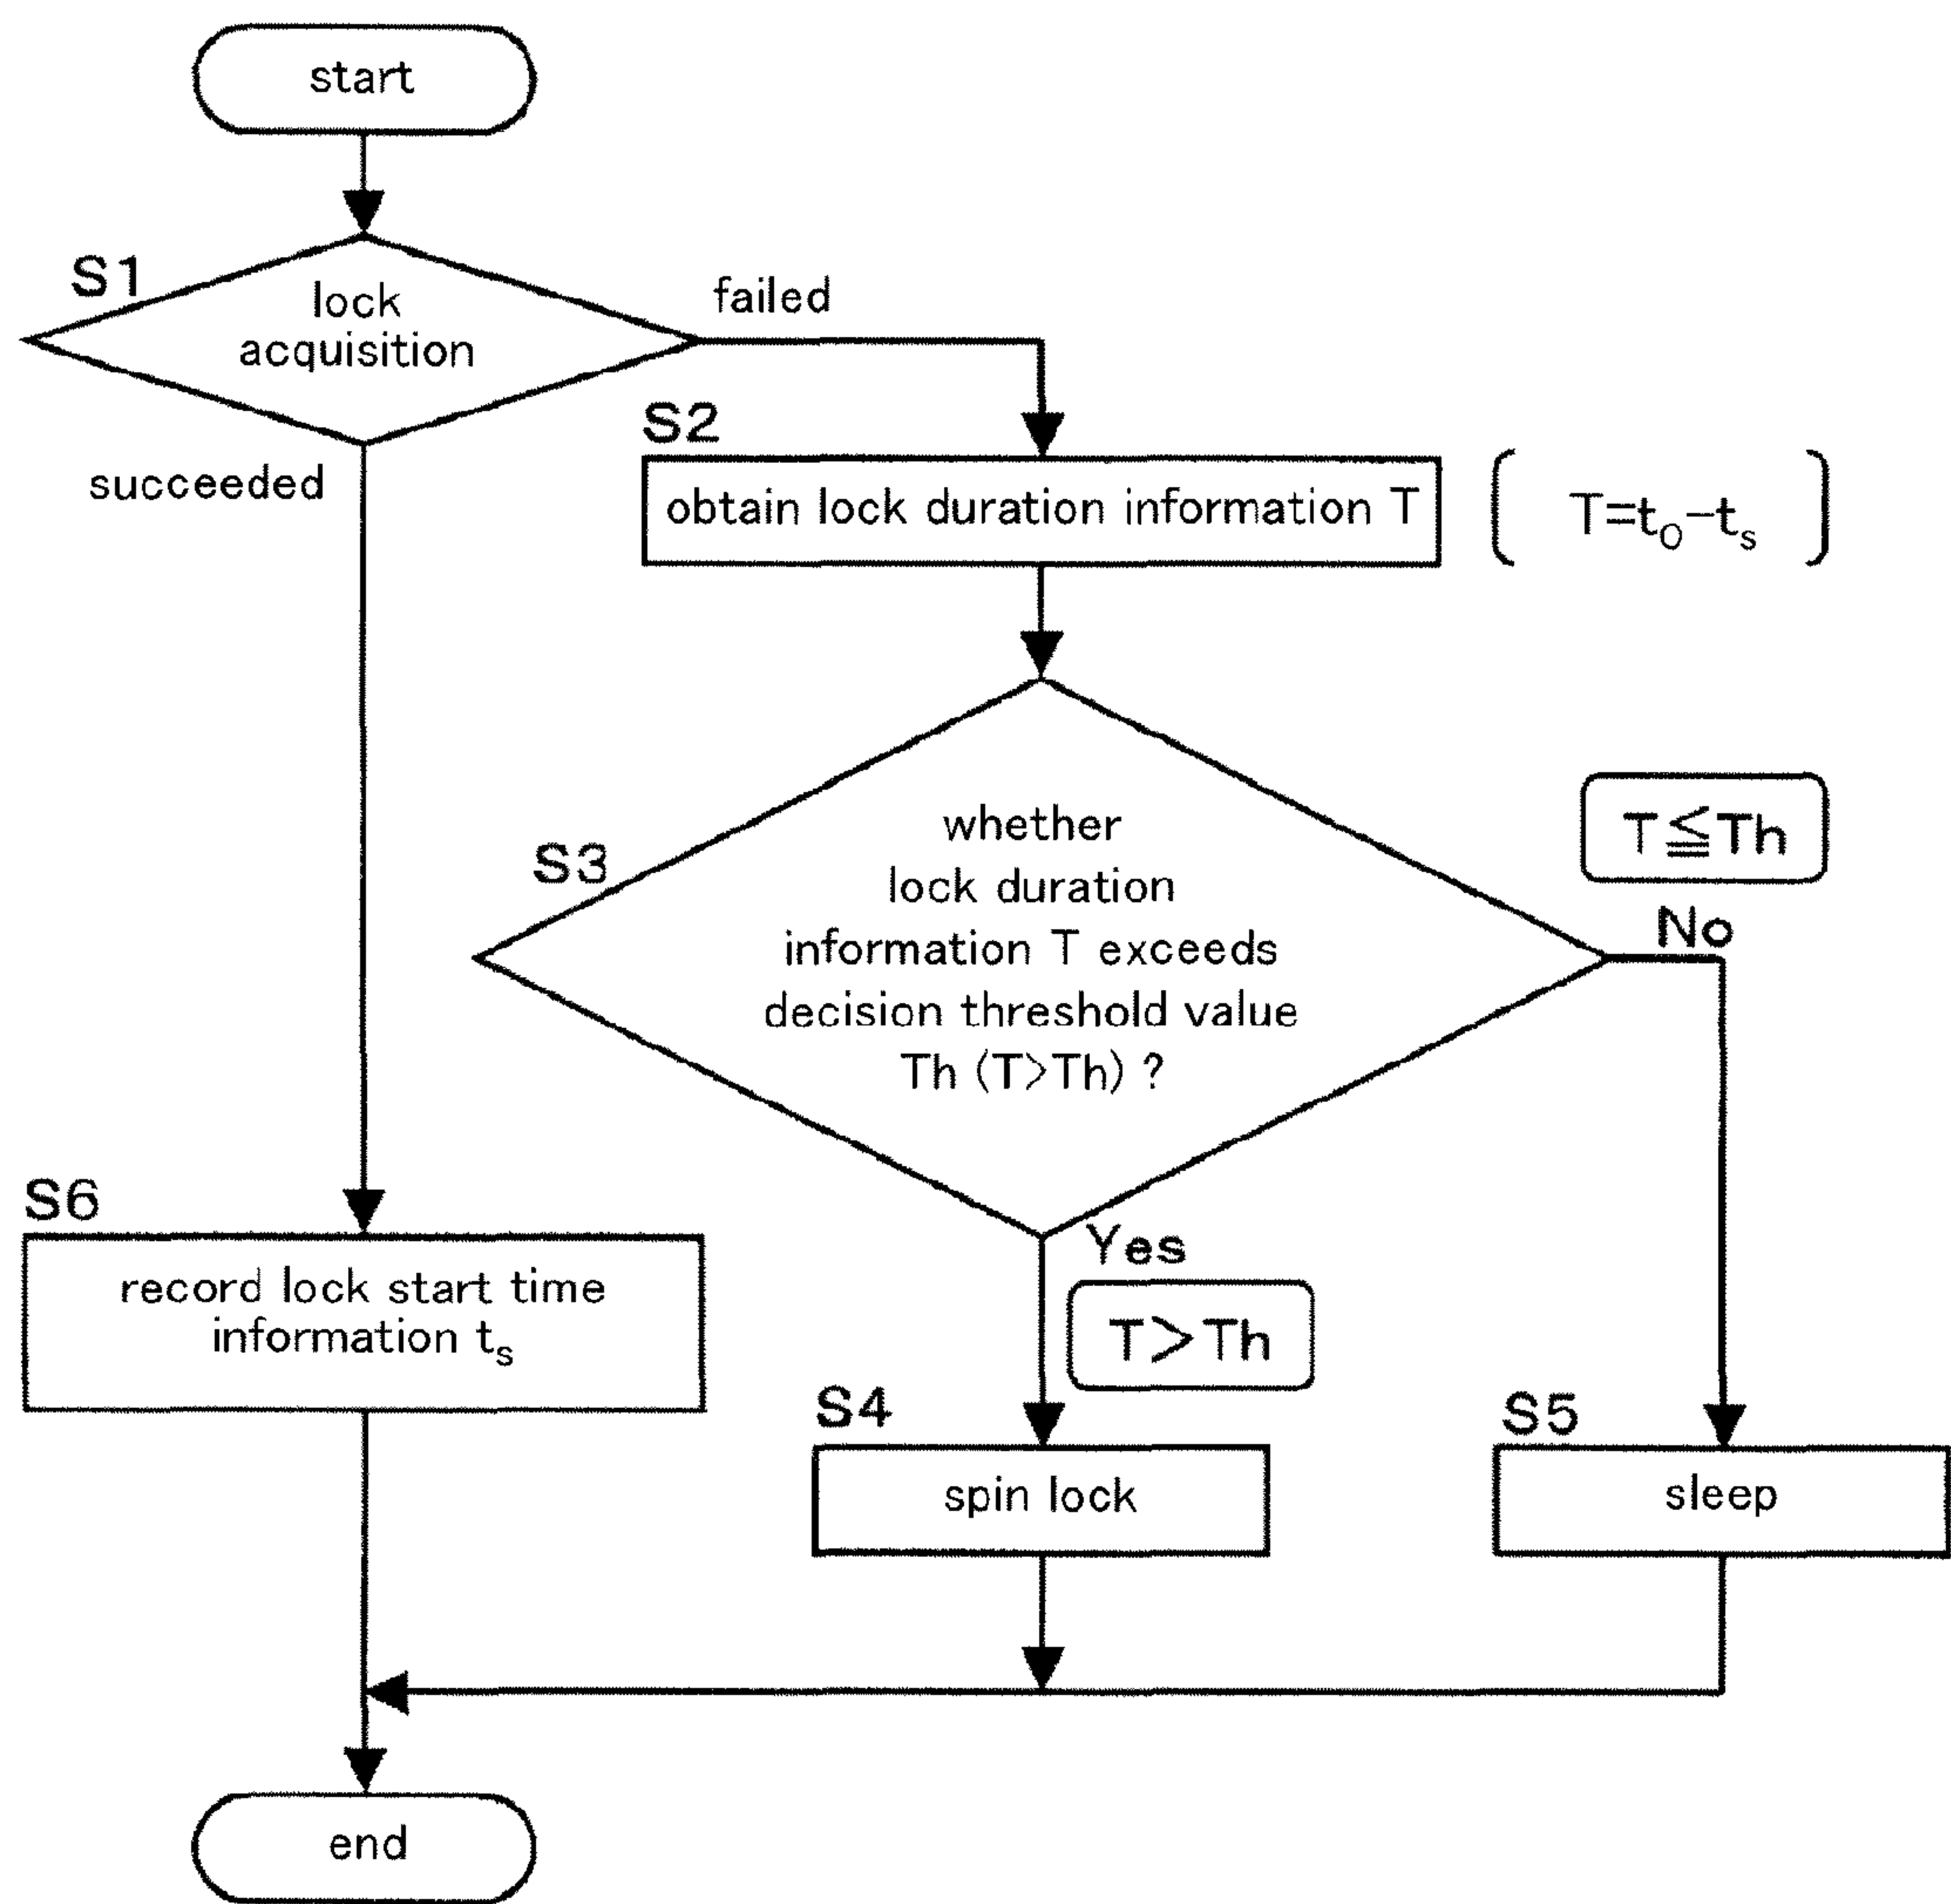 start
S1
lock
acquisition
failed
succeeded
S2
obtain lock duration information T
T=t₀−tₛ
S3
whether
lock duration
information T exceeds
decision threshold value
Th (T>Th) ?
T≦Th
No
Yes
T>Th
S6
record lock start time
information tₛ
S4
spin lock
S5
sleep
end